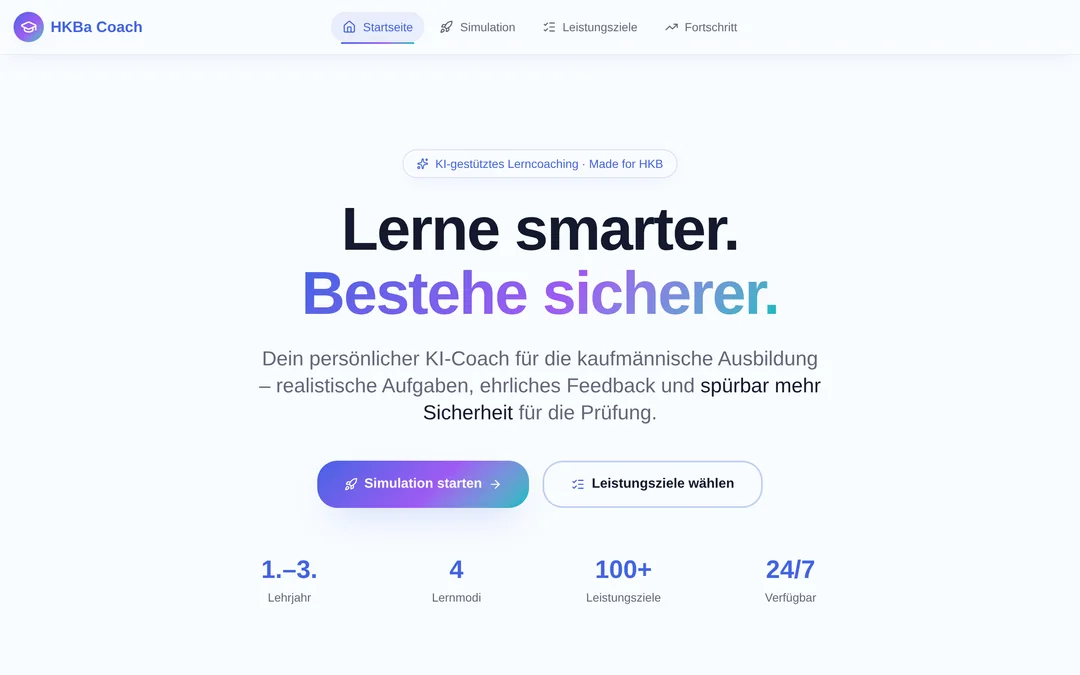 HKBa Coach
Startseite
Simulation
Leistungsziele
Fortschritt
KI-gestütztes Lerncoaching · Made for HKB
Lerne smarter.
Bestehe sicherer.
Dein persönlicher KI-Coach für die kaufmännische Ausbildung
– realistische Aufgaben, ehrliches Feedback und spürbar mehr
Sicherheit für die Prüfung.
Simulation starten →
Leistungsziele wählen
1.–3.
Lehrjahr
4
Lernmodi
100+
Leistungsziele
24/7
Verfügbar